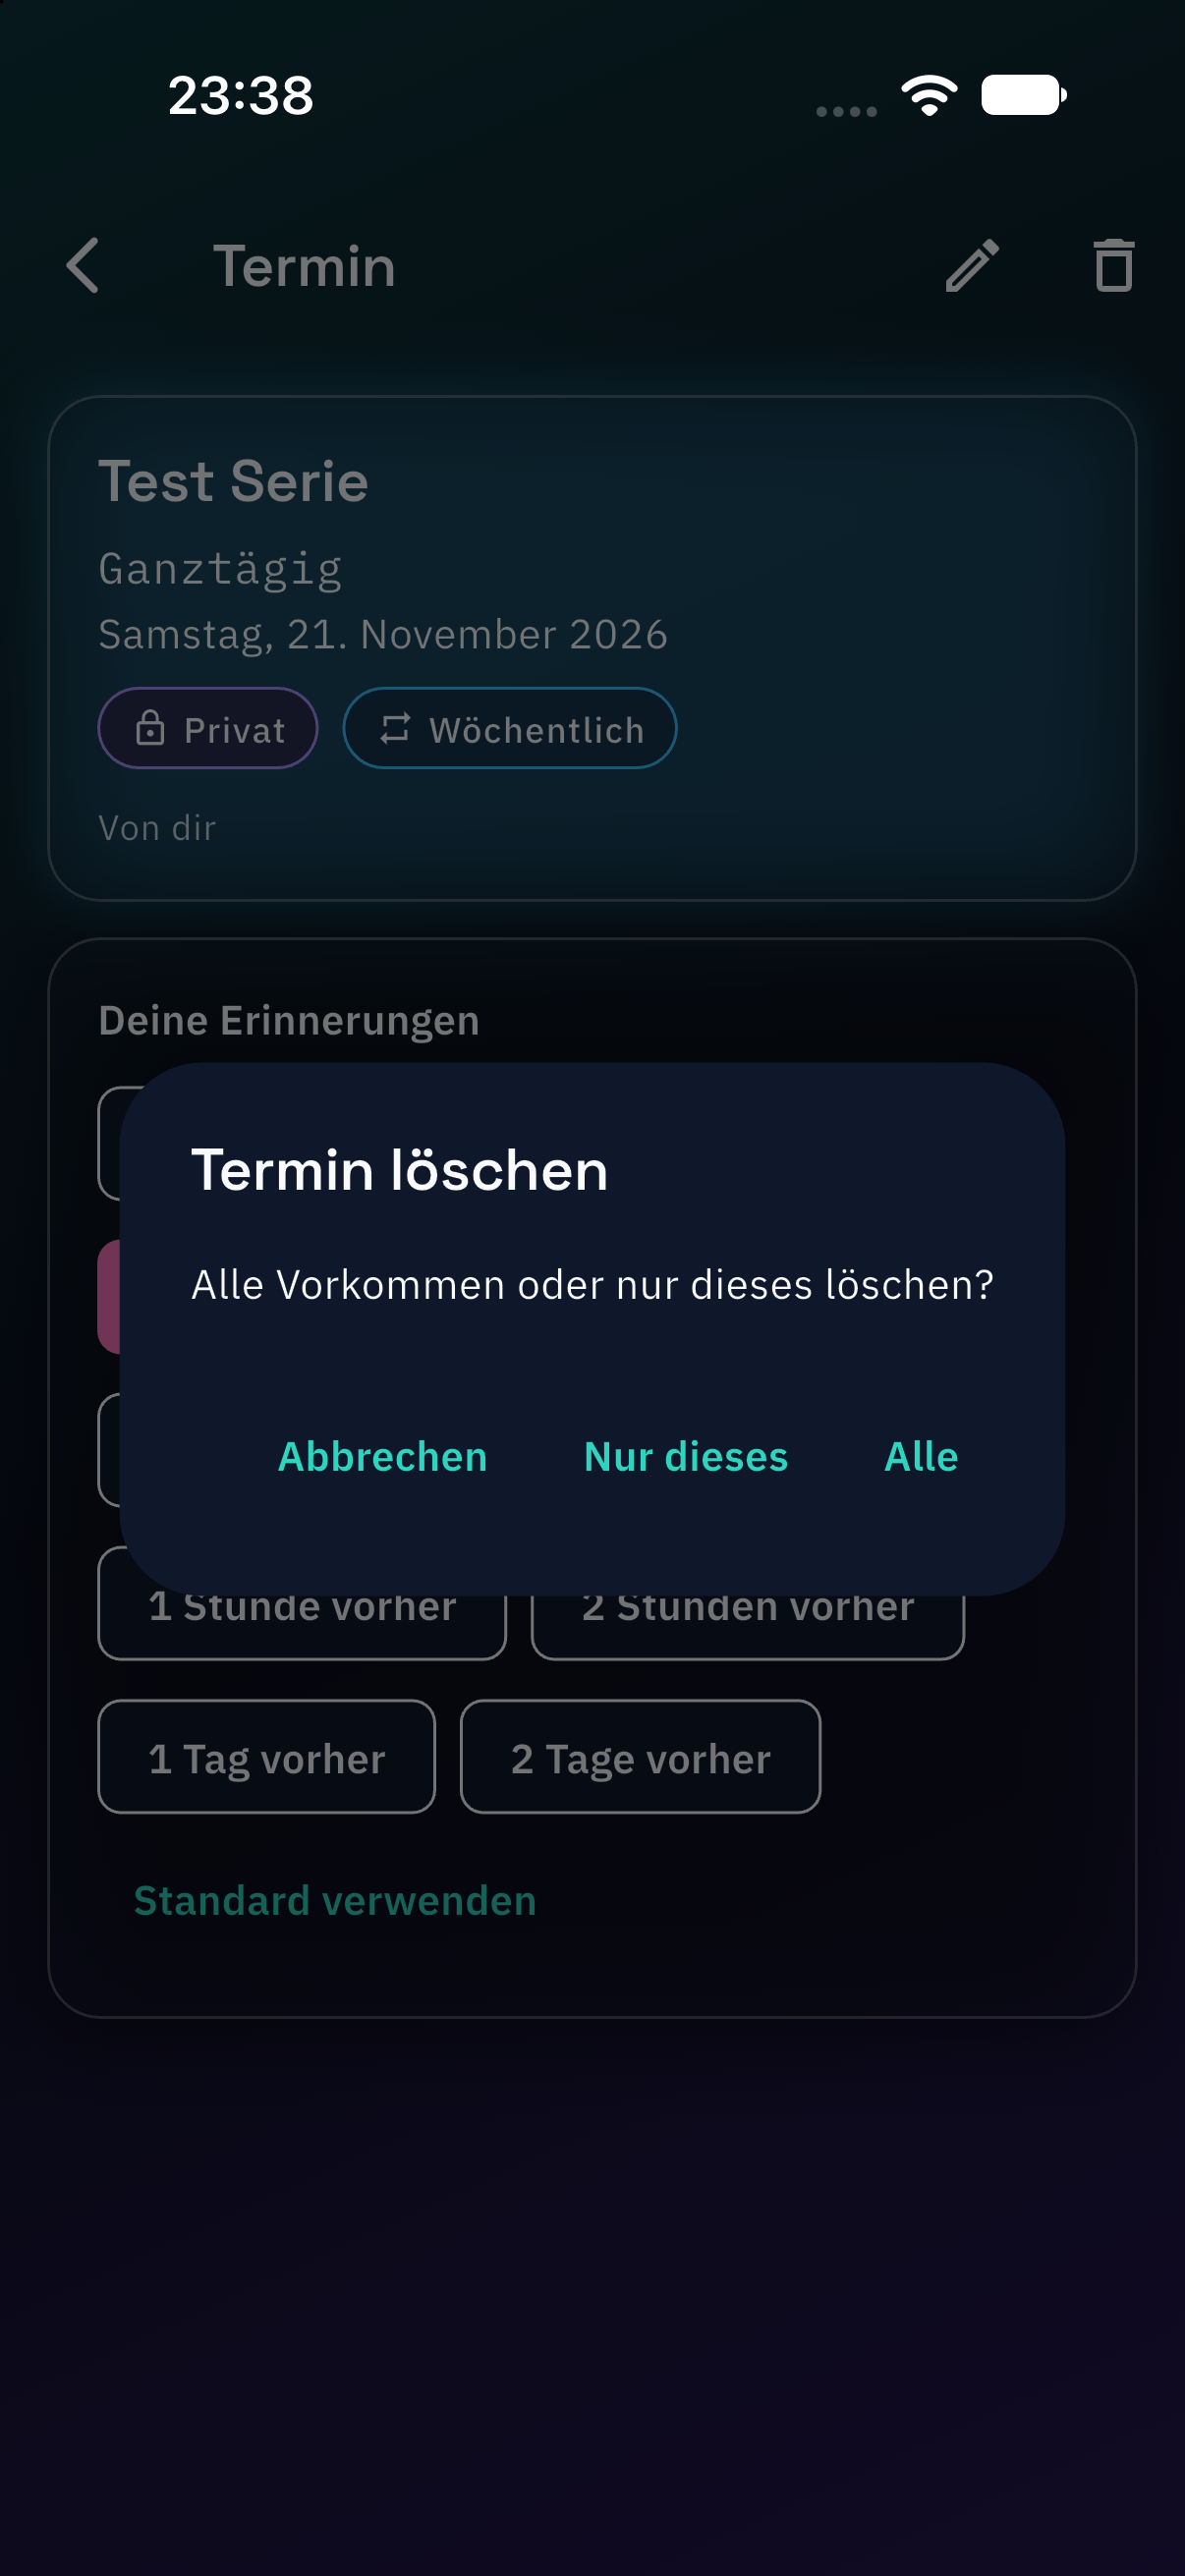 23:38
Termin
Test Serie
Ganztägig
Samstag, 21. November 2026
Privat
Wöchentlich
Von dir
Deine Erinnerungen
Termin löschen
Alle Vorkommen oder nur dieses löschen?
Abbrechen Nur dieses Alle
1 Stunde vorher 2 Stunden vorher
1 Tag vorher 2 Tage vorher
Standard verwenden